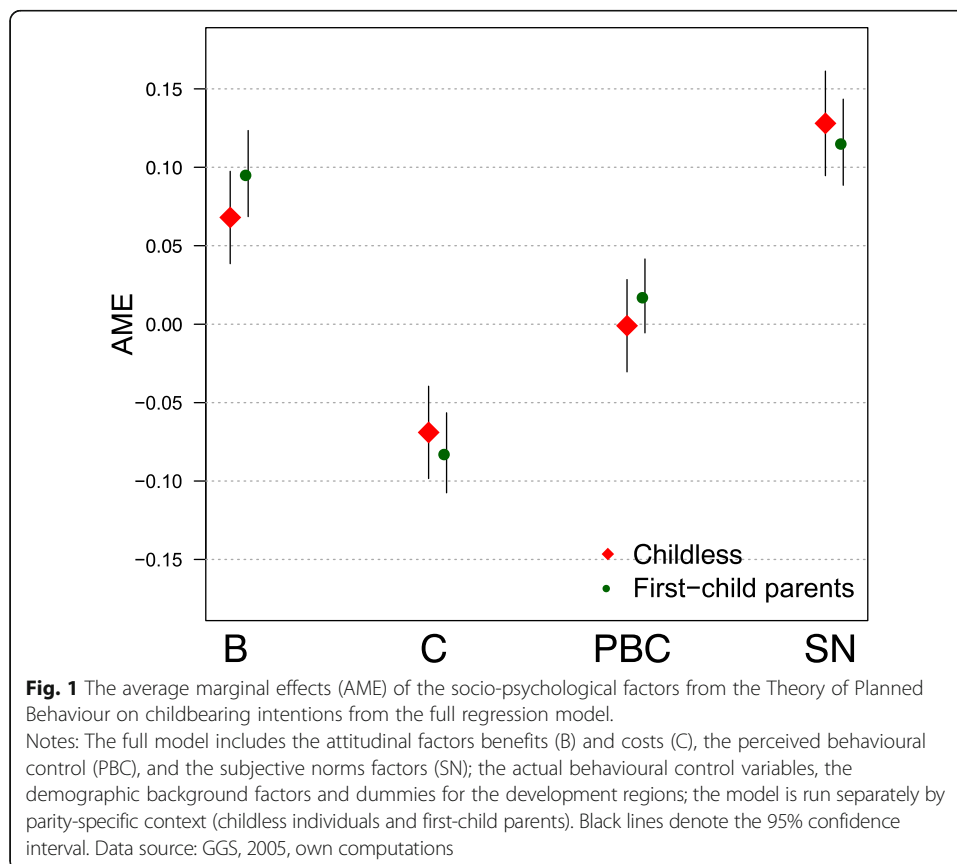 0.15
0.10
0.05
0.00
−0.05
−0.10
−0.15
AME
Childless
First−child parents
B C PBC SN
Fig. 1 The average marginal effects (AME) of the socio-psychological factors from the Theory of Planned
Behaviour on childbearing intentions from the full regression model.
Notes: The full model includes the attitudinal factors benefits (B) and costs (C), the perceived behavioural
control (PBC), and the subjective norms factors (SN); the actual behavioural control variables, the
demographic background factors and dummies for the development regions; the model is run separately by
parity-specific context (childless individuals and first-child parents). Black lines denote the 95% confidence
interval. Data source: GGS, 2005, own computations